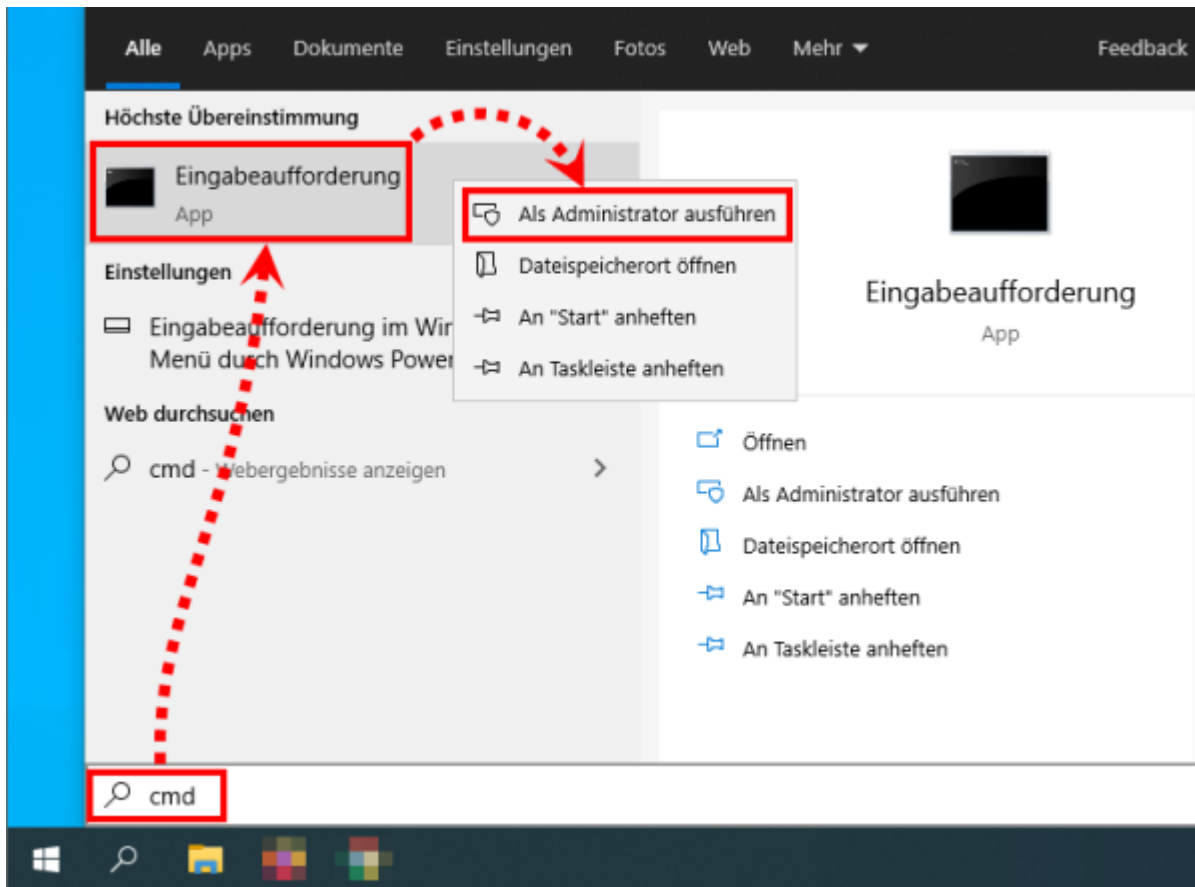 Alle Apps Dokumente Einstellungen Fotos Web Mehr Feedback
Höchste Übereinstimmung
Eingabeaufforderung
App
Einstellungen
Eingabeaufforderung im Wir
Menü durch Windows Power
Web durchsuchen
cmd - Webergebnisse anzeigen
Als Administrator ausführen
Dateispeicherort öffnen
An "Start" anheften
An Taskleiste anheften
Eingabeaufforderung
App
Öffnen
Als Administrator ausführen
Dateispeicherort öffnen
An "Start" anheften
An Taskleiste anheften
cmd